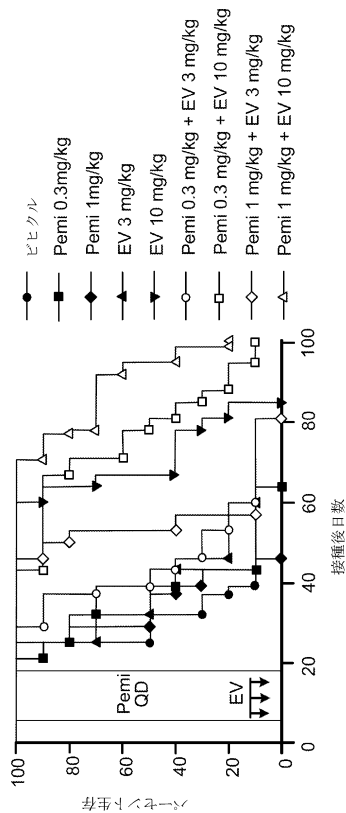 パーセント生存
100
80
60
40
20
0
Pemi
QD
EV
0
20
40
60
80
100
接種後日数
ビヒクル
Pemi 0.3mg/kg
Pemi 1mg/kg
EV 3 mg/kg
EV 10 mg/kg
Pemi 0.3 mg/kg + EV 3 mg/kg
Pemi 0.3 mg/kg + EV 10 mg/kg
Pemi 1 mg/kg + EV 3 mg/kg
Pemi 1 mg/kg + EV 10 mg/kg